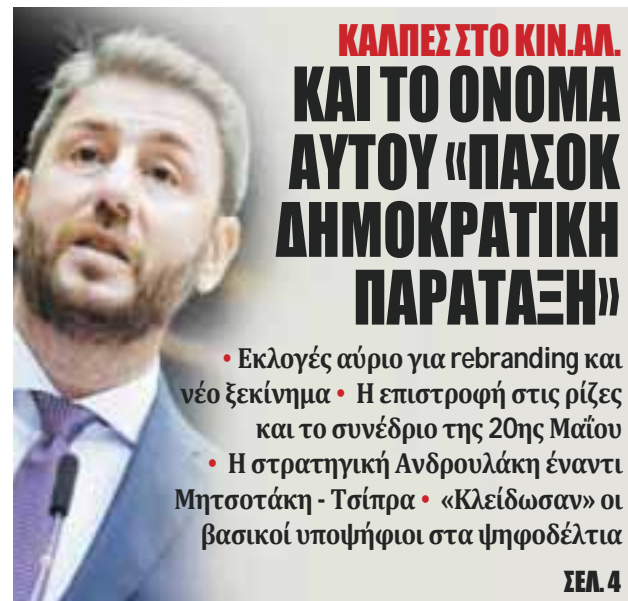 ΚΑΛΠΕΣ ΣΤΟ ΚΙΝ.ΑΛ.
ΚΑΙ ΤΟ ΟΝΟΜΑ
ΑΥΤΟΥ «ΠΑΣΟΚ
ΔΗΜΟΚΡΑΤΙΚΗ
ΠΑΡΑΤΑΞΗ»
• Εκλογές αύριο για rebranding και
νέο ξεκίνημα • Η επιστροφή στις ρίζες
και το συνέδριο της 20ης Μαΐου
• Η στρατηγική Ανδρουλάκη έναντι
Μητσοτάκη - Τσίπρα • «Κλείδωσαν» οι
βασικοί υποψήφιοι στα ψηφοδέλτια
ΣΕΛ. 4